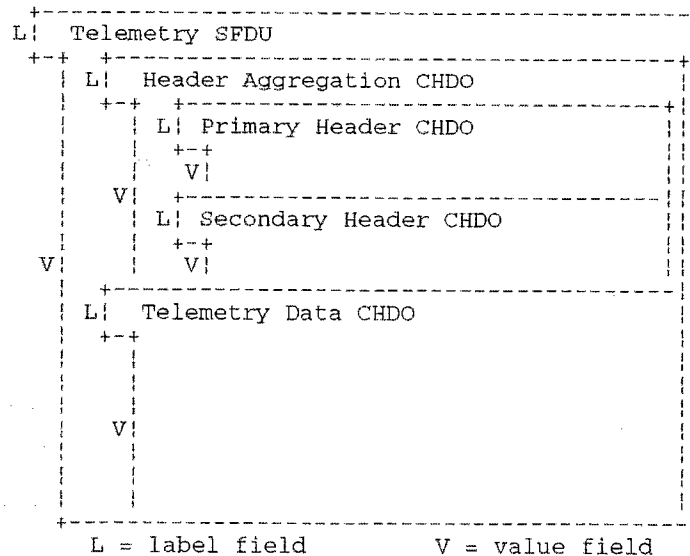 L Telemetry SFDU
L Header Aggregation CHDO
L Primary Header CHDO
V
V
L Secondary Header CHDO
V V
L Telemetry Data CHDO
V
L = label field V = value field